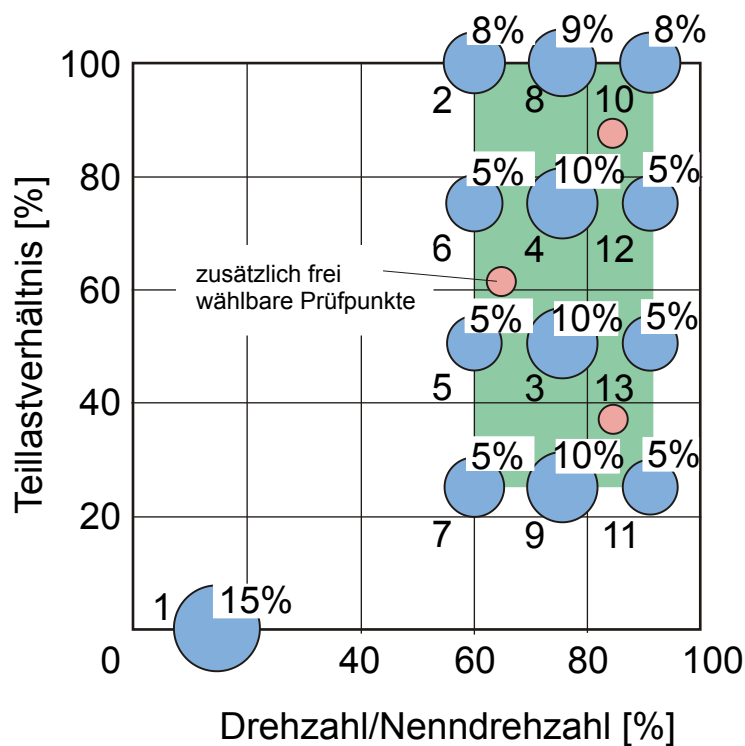 8% 9% 8%
100
2 8 10
80
5% 10% 5%
6 4 12
zusätzlich frei
wählbare Prüfpunkte
60
5% 10% 5%
5 3 13
40
5% 10% 5%
20
7 9 11
1 15%
0 40 60 80 100
Teillastverhältnis [%]
Drehzahl/Nenndrehzahl [%]